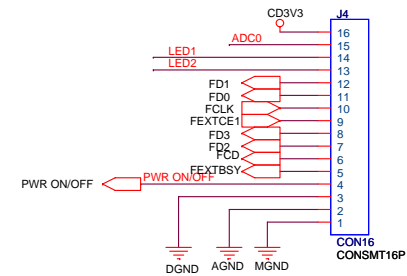 CD3V3
J4
16
ADC0
15
LED1
14
LED2
13
FD1
12
FD0
11
FCLK
10
FEXTCE1
9
FD3
8
FD2
7
FCD
6
FEXTBSY
5
PWR ON/OFF
PWR ON/OFF
4
3
2
1
DGND
AGND
MGND
CON16
CONSMT16P